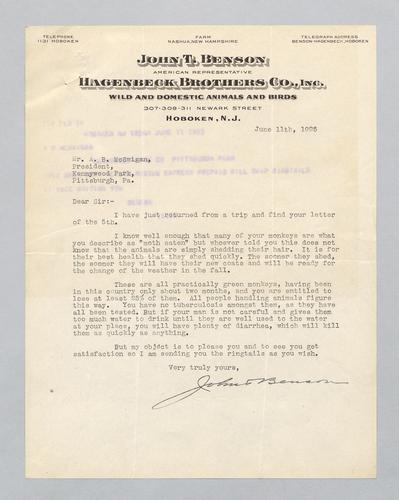 TELEPHONE
1131 HOBOKEN
FARM
NASHUA, NEW HAMPSHIRE
TELEGRAPH ADDRESS
BENSON-HAGENBECK, HOBOKEN
JOHN T. BENSON
AMERICAN REPRESENTATIVE
HAGENBECK BROTHERS CO., INC.
WILD AND DOMESTIC ANIMALS AND BIRDS
307-309-311 NEWARK STREET
HOBOKEN, N.J.
June 11th, 1925
Mr. A. B. McSwigan,
President,
Kennywood Park,
Pittsburgh, Pa.
Dear Sir:-
I have just returned from a trip and find your letter
of the 5th.
I know well enough that many of your monkeys are what
you describe as "moth eaten" but whoever told you this does not
know that the animals are simply shedding their hair. It is for
their best health that they shed quickly. The sooner they shed,
the sooner they will have their new coats and will be ready for
the change of the weather in the fall.
These are all practically green monkeys, having been
in this country only about two months, and you are entitled to
lose at least 25% of them. All people handling animals figure
this way. You have no tuberculosis amongst them, as they have
all been tested. But if your man is not careful and gives them
too much water to drink until they are well used to the water
at your place, you will have plenty of diarrhea, which will kill
them as quickly as anything.
But my object is to please you and to see you get
satisfaction so I am sending you the ringtails as you wish.
Very truly yours,
John T Benson